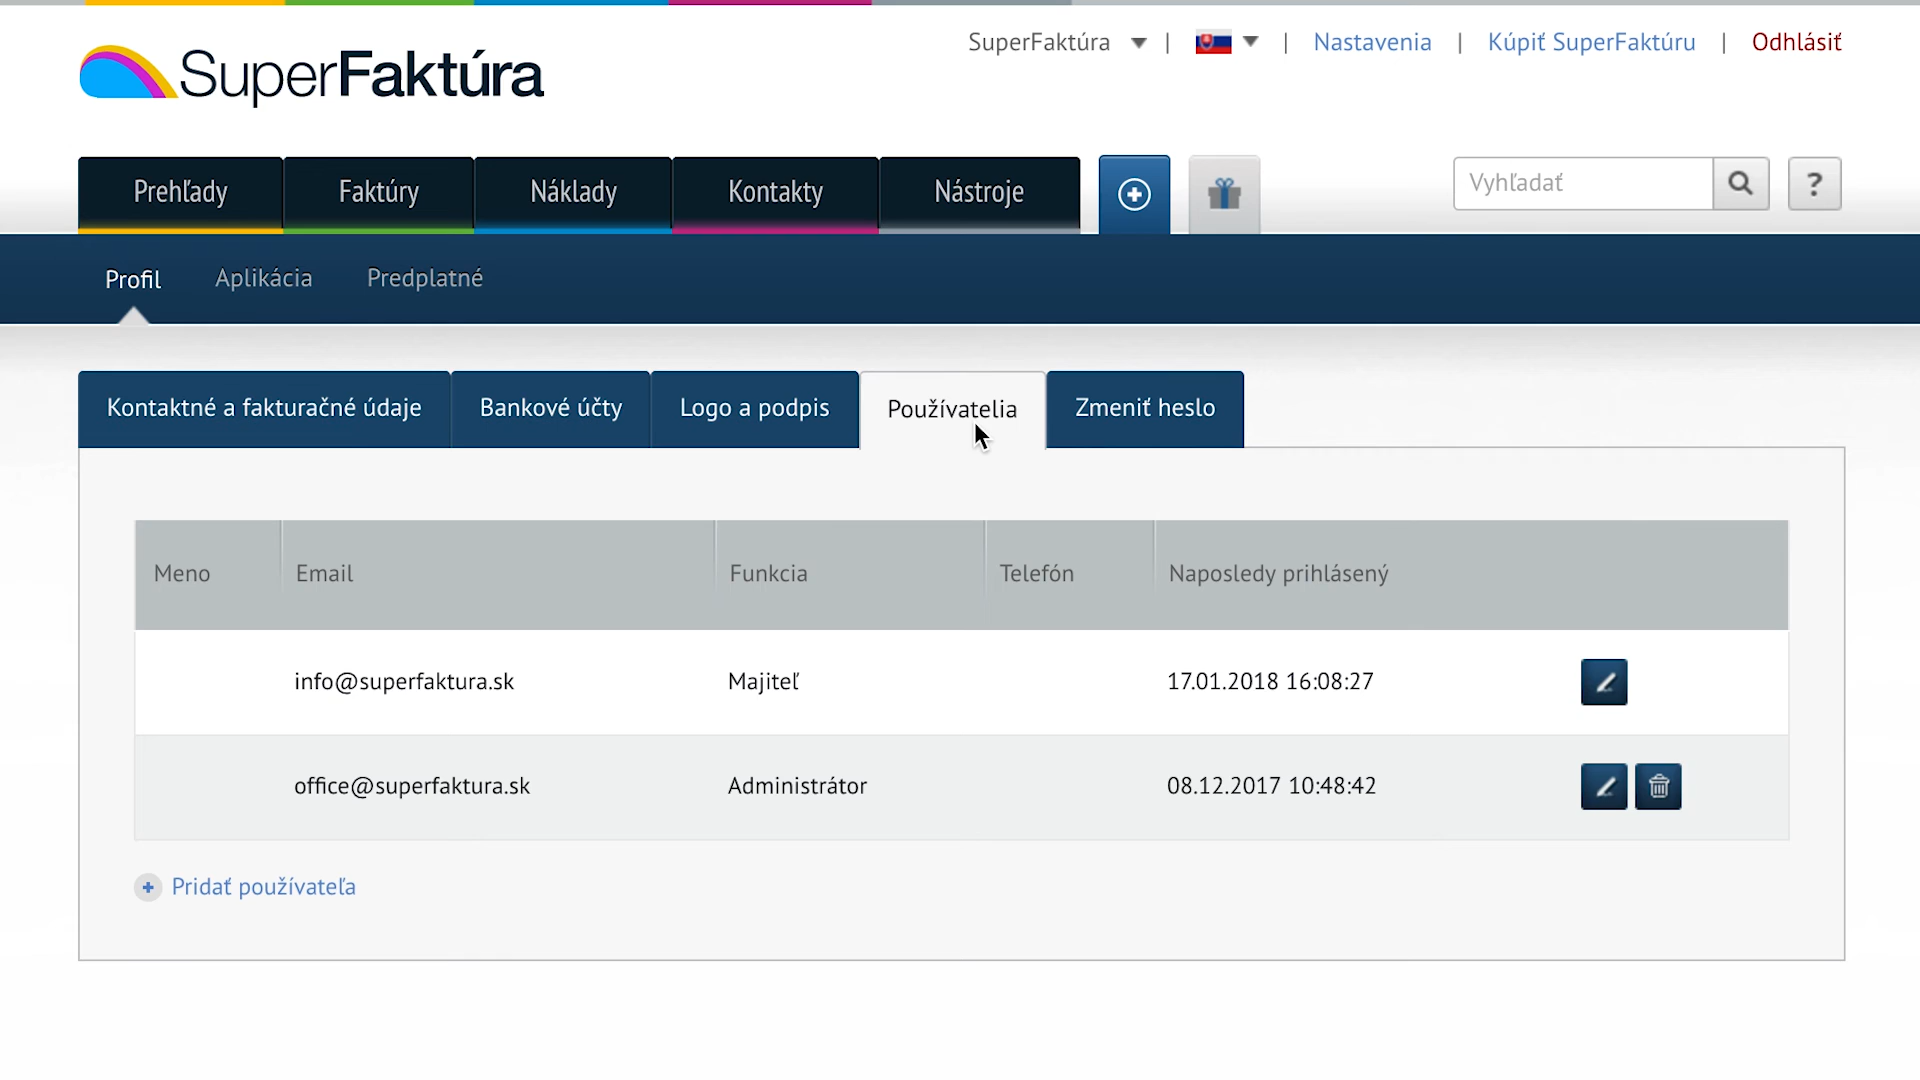 SuperFaktúra | | Nastavenia | Kúpiť SuperFaktúru | Odhlásiť
SuperFaktúra
Prehľady Faktúry Náklady Kontakty Nástroje Vyhľadať ?
Profil Aplikácia Predplatné
Kontaktné a fakturačné údaje Bankové účty Logo a podpis Používatelia Zmeniť heslo
Meno Email Funkcia Telefón Naposledy prihlásený
info@superfaktura.sk Majiteľ 17.01.2018 16:08:27
office@superfaktura.sk Administrátor 08.12.2017 10:48:42
Pridať používateľa